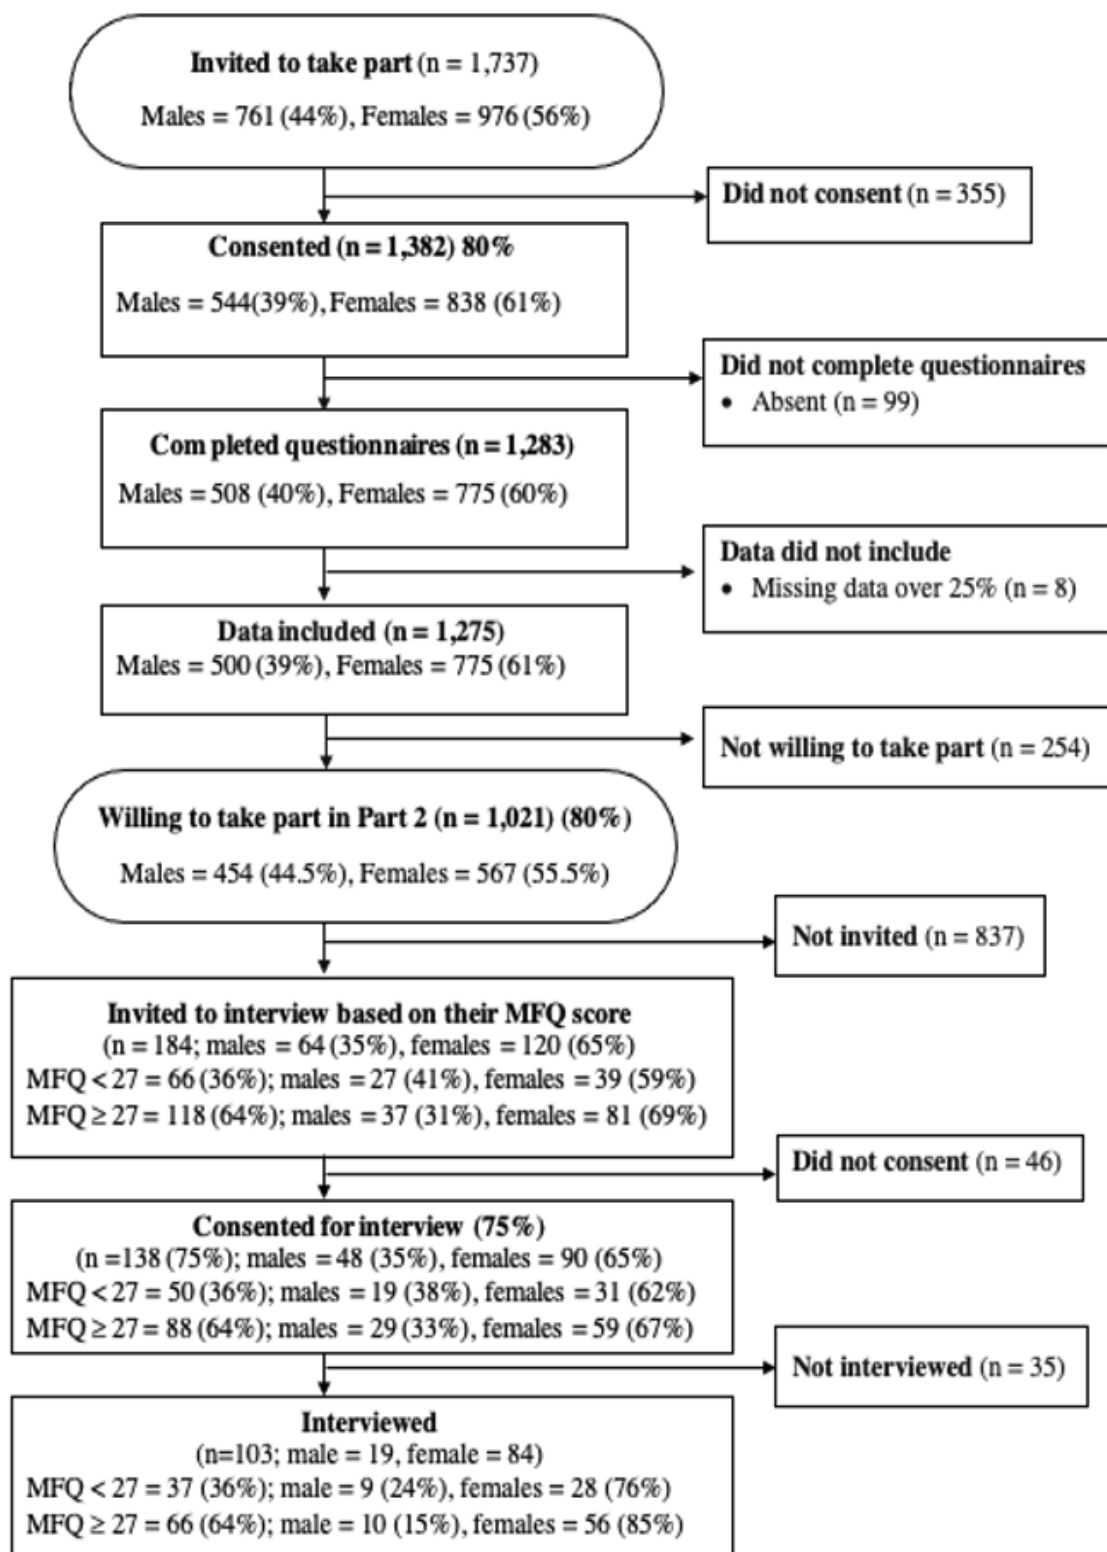 Invited to take part (n = 1,737)
Males = 761 (44%), Females = 976 (56%)
Did not consent (n = 355)
Consented (n = 1,382) 80%
Males = 544(39%), Females = 838 (61%)
Did not complete questionnaires
• Absent (n = 99)
Completed questionnaires (n = 1,283)
Males = 508 (40%), Females = 775 (60%)
Data did not include
• Missing data over 25% (n = 8)
Data included (n = 1,275)
Males = 500 (39%), Females = 775 (61%)
Not willing to take part (n = 254)
Willing to take part in Part 2 (n = 1,021) (80%)
Males = 454 (44.5%), Females = 567 (55.5%)
Not invited (n = 837)
Invited to interview based on their MFQ score
(n = 184; males = 64 (35%), females = 120 (65%)
MFQ < 27 = 66 (36%); males = 27 (41%), females = 39 (59%)
MFQ ≥ 27 = 118 (64%); males = 37 (31%), females = 81 (69%)
Did not consent (n = 46)
Consented for interview (75%)
(n =138 (75%); males = 48 (35%), females = 90 (65%)
MFQ < 27 = 50 (36%); males = 19 (38%), females = 31 (62%)
MFQ ≥ 27 = 88 (64%); males = 29 (33%), females = 59 (67%)
Not interviewed (n = 35)
Interviewed
(n=103; male = 19, female = 84)
MFQ < 27 = 37 (36%); male = 9 (24%), females = 28 (76%)
MFQ ≥ 27 = 66 (64%); male = 10 (15%), females = 56 (85%)